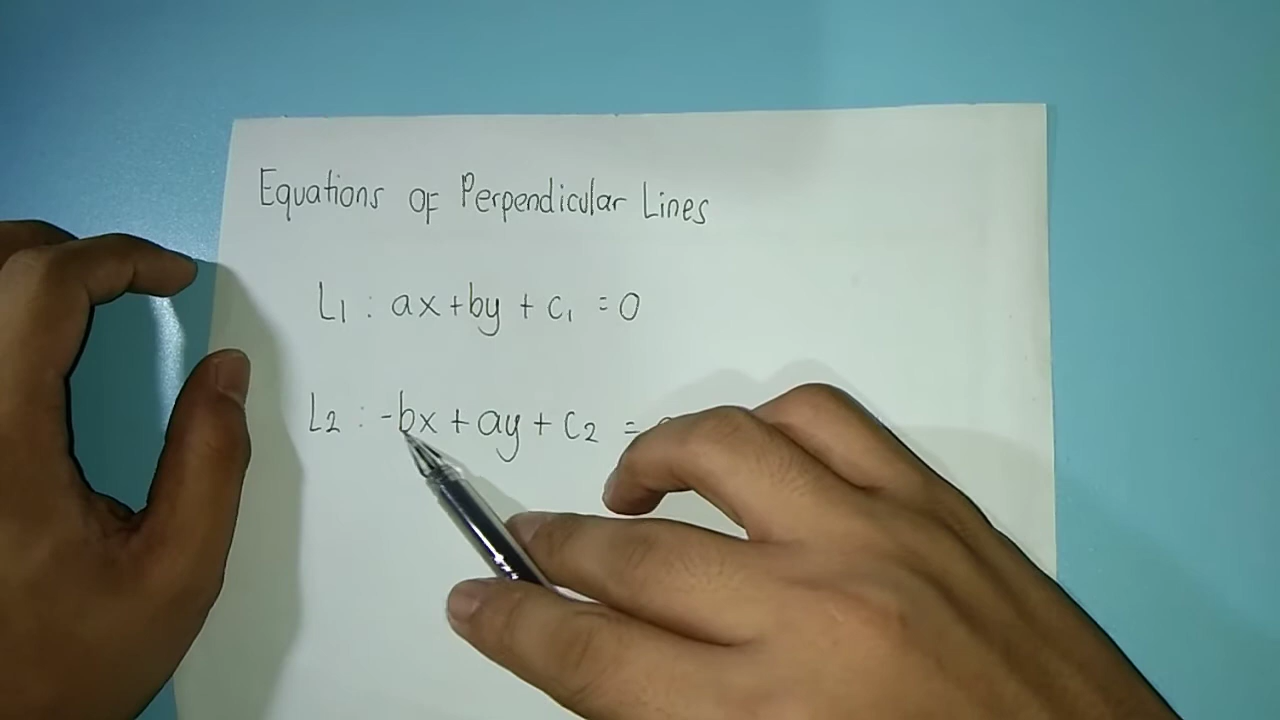 Equations of Perpendicular Lines
L₁ : ax + by + c₁ = 0
L₂ : -bx + ay + c₂ =